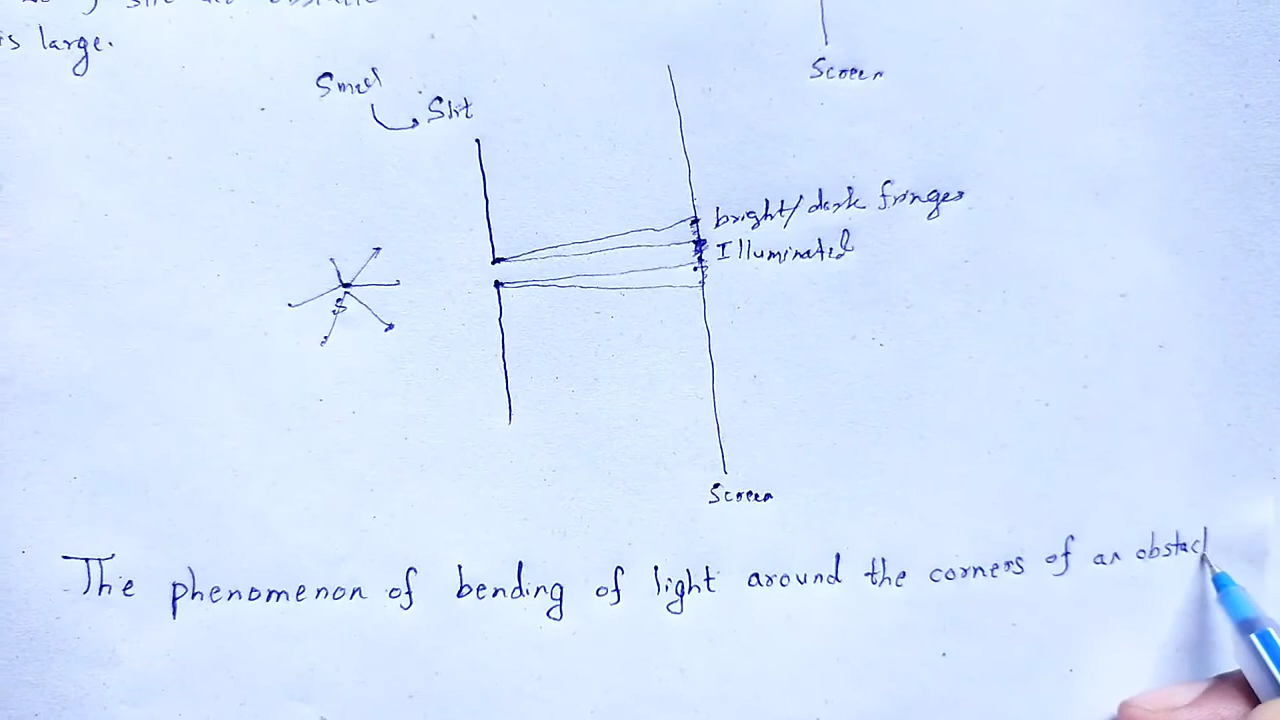 is large.
Screen
Small
Slit
bright/dark fringes
Illuminated
S
Screen
The phenomenon of bending of light around the corners of an obstacl